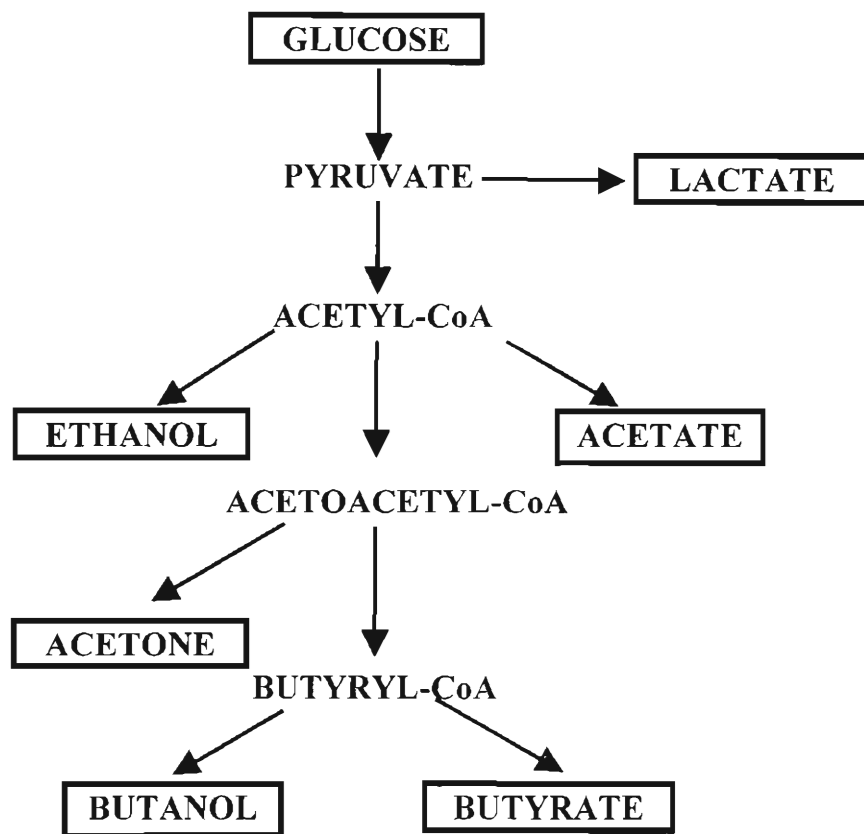 GLUCOSE
PYRUVATE
LACTATE
ACETYL-CoA
ETHANOL
ACETATE
ACETOACETYL-CoA
ACETONE
BUTYRYL-CoA
BUTANOL
BUTYRATE